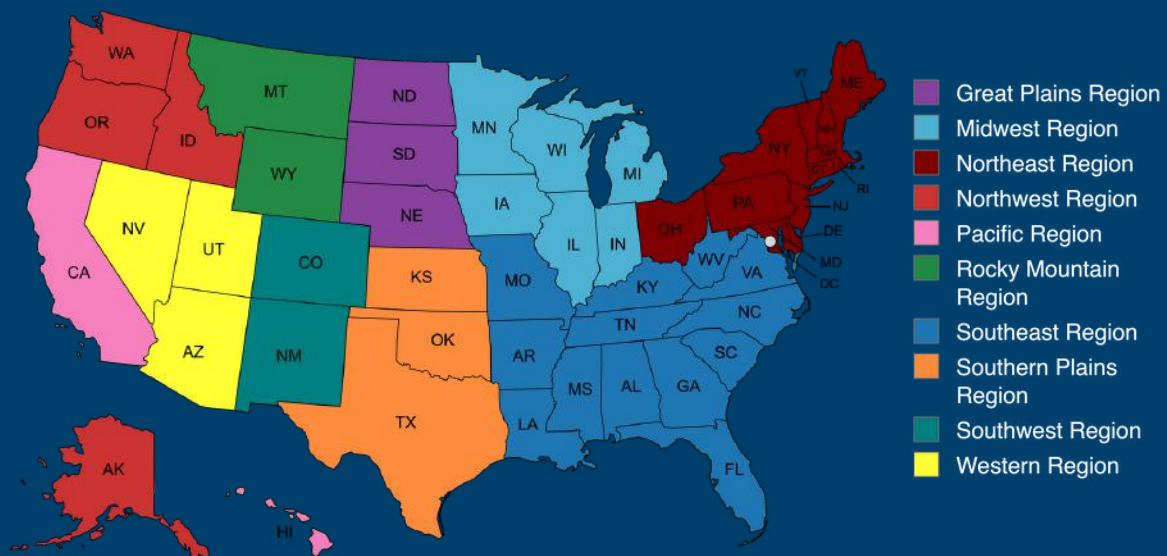 WA
MT
ND
MN
VT
ME
OR
ID
SD
WI
MI
NY
NH
MA
CT
RI
WY
NE
IA
IL
IN
OH
PA
NJ
DE
MD
DC
NV
UT
CO
KS
MO
KY
WV
VA
CA
AZ
NM
OK
AR
TN
NC
SC
TX
LA
MS
AL
GA
FL
AK
HI
Great Plains Region
Midwest Region
Northeast Region
Northwest Region
Pacific Region
Rocky Mountain
Region
Southeast Region
Southern Plains
Region
Southwest Region
Western Region